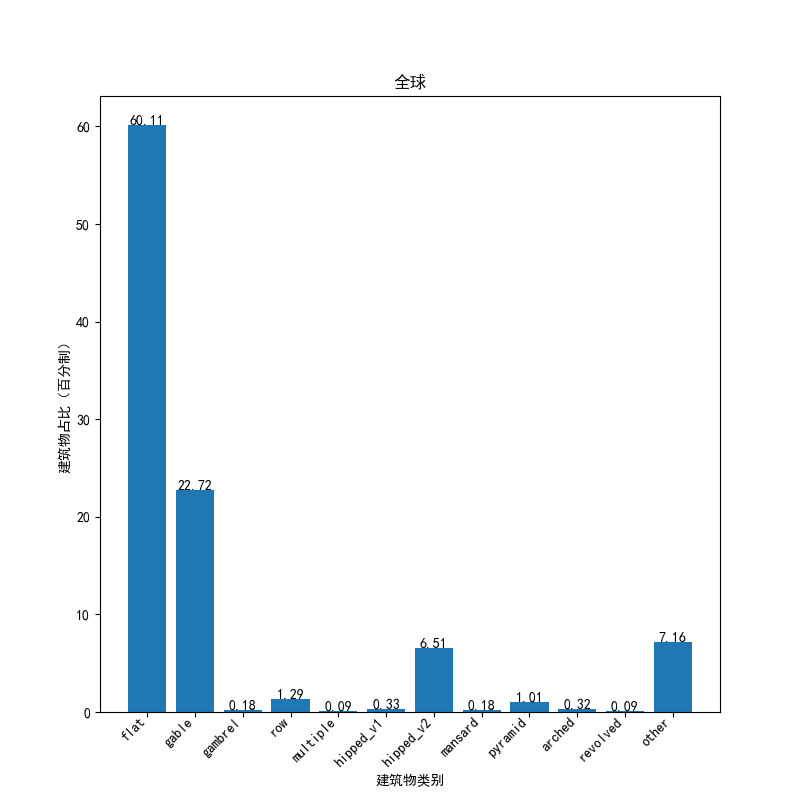 全球
建筑物占比（百分制）
60
50
40
30
20
10
0
60.11
22.72
0.18
1.29
0.09
0.33
6.51
0.18
1.01
0.32
0.09
7.16
flat
gable
gambrel
row
multiple
hipped_v1
hipped_v2
mansard
pyramid
arched
revolved
other
建筑物类别